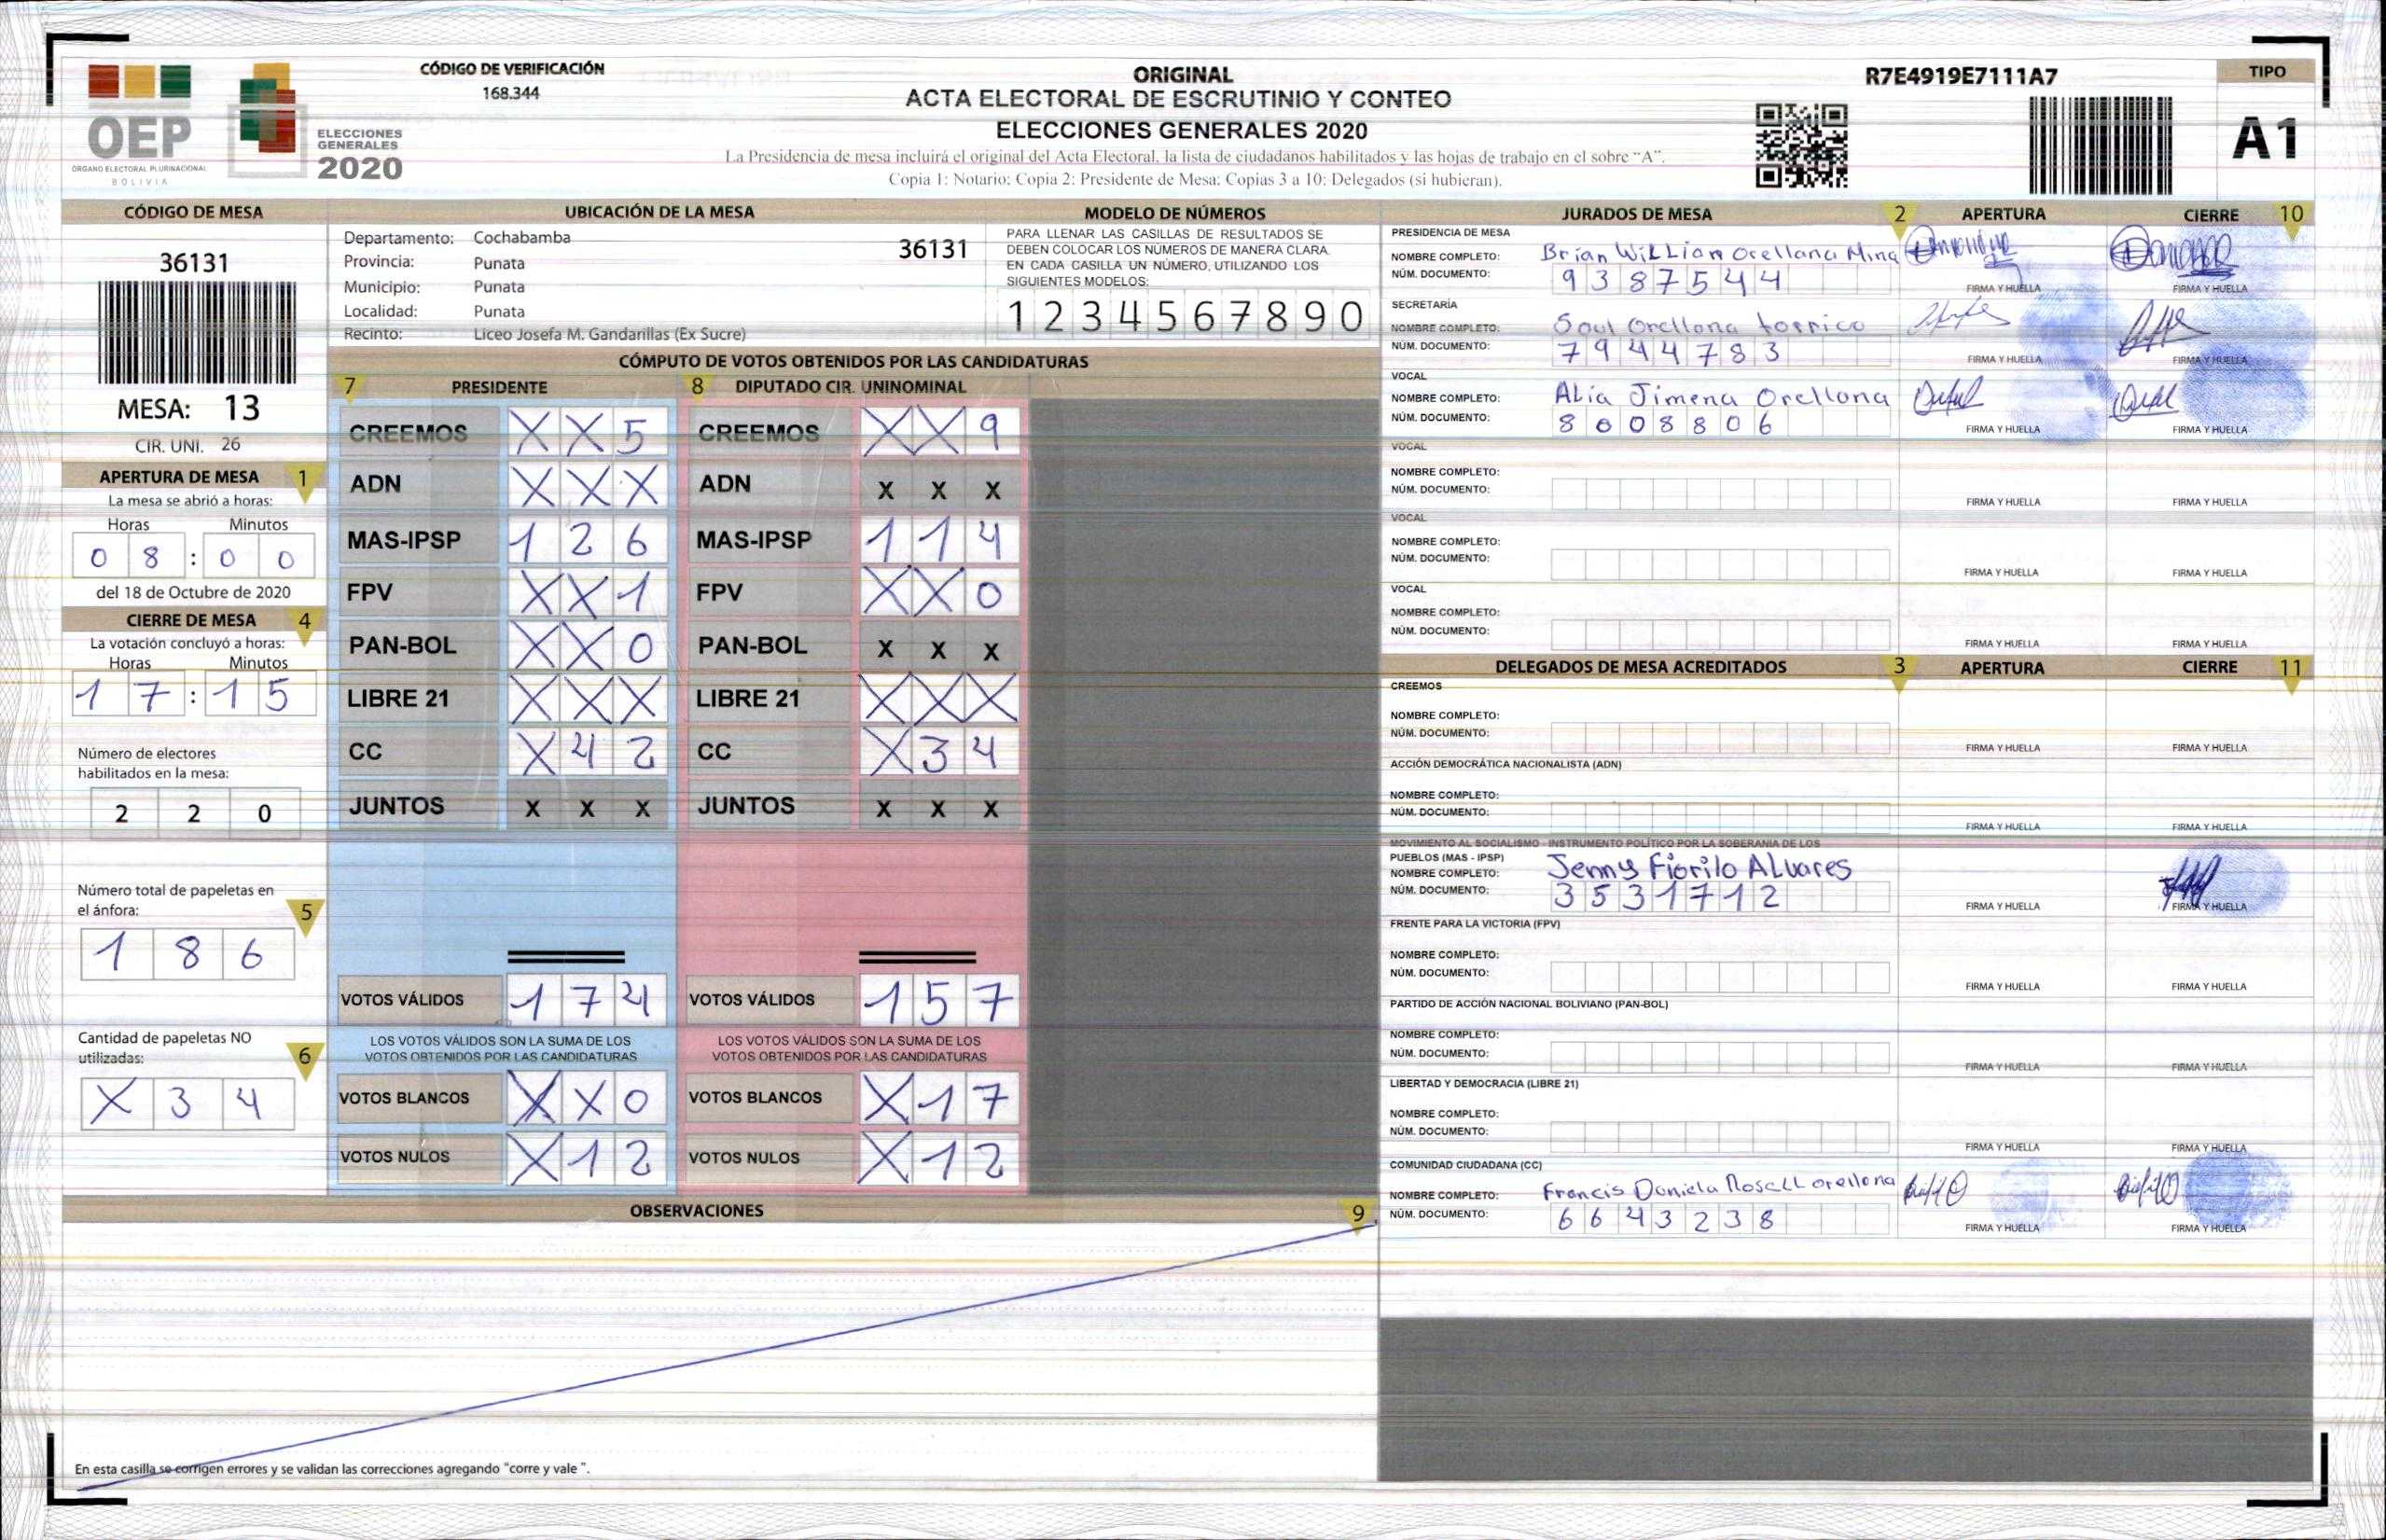 CÓDIGO DE VERIFICACIÓN
168.344
OEP
ÓRGANO ELECTORAL PLURINACIONAL
BOLIVIA
ELECCIONES
GENERALES
2020
ORIGINAL
ACTA ELECTORAL DE ESCRUTINIO Y CONTEO
ELECCIONES GENERALES 2020
La Presidencia de mesa incluirá el original del Acta Electoral, la lista de ciudadanos habilitados y las hojas de trabajo en el sobre "A".
Copia 1: Notario; Copia 2: Presidente de Mesa; Copias 3 a 10: Delegados (si hubieran).
R7E4919E7111A7
TIPO
A1
CÓDIGO DE MESA
36131
MESA: 13
CIR. UNI. 26
APERTURA DE MESA 1
La mesa se abrió a horas:
Horas Minutos
0 8 : 0 0
del 18 de Octubre de 2020
CIERRE DE MESA 4
La votación concluyó a horas:
Horas Minutos
1 7 : 1 5
Número de electores
habilitados en la mesa:
2 2 0
Número total de papeletas en
el ánfora: 5
1 8 6
Cantidad de papeletas NO
utilizadas: 6
X 3 4
UBICACIÓN DE LA MESA
Departamento: Cochabamba 36131
Provincia: Punata
Municipio: Punata
Localidad: Punata
Recinto: Liceo Josefa M. Gandarillas (Ex Sucre)
MODELO DE NÚMEROS
PARA LLENAR LAS CASILLAS DE RESULTADOS SE
DEBEN COLOCAR LOS NÚMEROS DE MANERA CLARA.
EN CADA CASILLA UN NÚMERO, UTILIZANDO LOS
SIGUIENTES MODELOS:
1 2 3 4 5 6 7 8 9 0
CÓMPUTO DE VOTOS OBTENIDOS POR LAS CANDIDATURAS
7 PRESIDENTE 8 DIPUTADO CIR. UNINOMINAL
CREEMOS X X 5 CREEMOS X X 9
ADN X X X ADN X X X
MAS-IPSP 1 2 6 MAS-IPSP 1 1 4
FPV X X 1 FPV X X 0
PAN-BOL X X 0 PAN-BOL X X X
LIBRE 21 X X X LIBRE 21 X X X
CC X 4 2 CC X 3 4
JUNTOS X X X JUNTOS X X X
VOTOS VÁLIDOS 1 7 4 VOTOS VÁLIDOS 1 5 7
LOS VOTOS VÁLIDOS SON LA SUMA DE LOS LOS VOTOS VÁLIDOS SON LA SUMA DE LOS
VOTOS OBTENIDOS POR LAS CANDIDATURAS VOTOS OBTENIDOS POR LAS CANDIDATURAS
VOTOS BLANCOS X X 0 VOTOS BLANCOS X 1 7
VOTOS NULOS X 1 2 VOTOS NULOS X 1 2
OBSERVACIONES 9
En esta casilla se corrigen errores y se validan las correcciones agregando "corre y vale ".
JURADOS DE MESA 2 APERTURA CIERRE 10
PRESIDENCIA DE MESA
NOMBRE COMPLETO: Brian WiLLian Orellana Mina
NÚM. DOCUMENTO: 9 3 8 7 5 4 4
FIRMA Y HUELLA FIRMA Y HUELLA
SECRETARÍA
NOMBRE COMPLETO: Saul Orellana torrico
NÚM. DOCUMENTO: 7 9 4 4 7 8 3
FIRMA Y HUELLA FIRMA Y HUELLA
VOCAL
NOMBRE COMPLETO: Alia Jimena Orellana
NÚM. DOCUMENTO: 8 0 0 8 8 0 6
FIRMA Y HUELLA FIRMA Y HUELLA
VOCAL
NOMBRE COMPLETO:
NÚM. DOCUMENTO:
FIRMA Y HUELLA FIRMA Y HUELLA
VOCAL
NOMBRE COMPLETO:
NÚM. DOCUMENTO:
FIRMA Y HUELLA FIRMA Y HUELLA
VOCAL
NOMBRE COMPLETO:
NÚM. DOCUMENTO:
FIRMA Y HUELLA FIRMA Y HUELLA
DELEGADOS DE MESA ACREDITADOS 3 APERTURA CIERRE 11
CREEMOS
NOMBRE COMPLETO:
NÚM. DOCUMENTO:
FIRMA Y HUELLA FIRMA Y HUELLA
ACCIÓN DEMOCRÁTICA NACIONALISTA (ADN)
NOMBRE COMPLETO:
NÚM. DOCUMENTO:
FIRMA Y HUELLA FIRMA Y HUELLA
MOVIMIENTO AL SOCIALISMO - INSTRUMENTO POLÍTICO POR LA SOBERANIA DE LOS
PUEBLOS (MAS - IPSP)
NOMBRE COMPLETO: Jenny Fiorilo ALvares
NÚM. DOCUMENTO: 3 5 3 1 7 1 2
FIRMA Y HUELLA FIRMA Y HUELLA
FRENTE PARA LA VICTORIA (FPV)
NOMBRE COMPLETO:
NÚM. DOCUMENTO:
FIRMA Y HUELLA FIRMA Y HUELLA
PARTIDO DE ACCIÓN NACIONAL BOLIVIANO (PAN-BOL)
NOMBRE COMPLETO:
NÚM. DOCUMENTO:
FIRMA Y HUELLA FIRMA Y HUELLA
LIBERTAD Y DEMOCRACIA (LIBRE 21)
NOMBRE COMPLETO:
NÚM. DOCUMENTO:
FIRMA Y HUELLA FIRMA Y HUELLA
COMUNIDAD CIUDADANA (CC)
NOMBRE COMPLETO: Francis Daniela RoseLL orellana
NÚM. DOCUMENTO: 6 6 4 3 2 3 8
FIRMA Y HUELLA FIRMA Y HUELLA